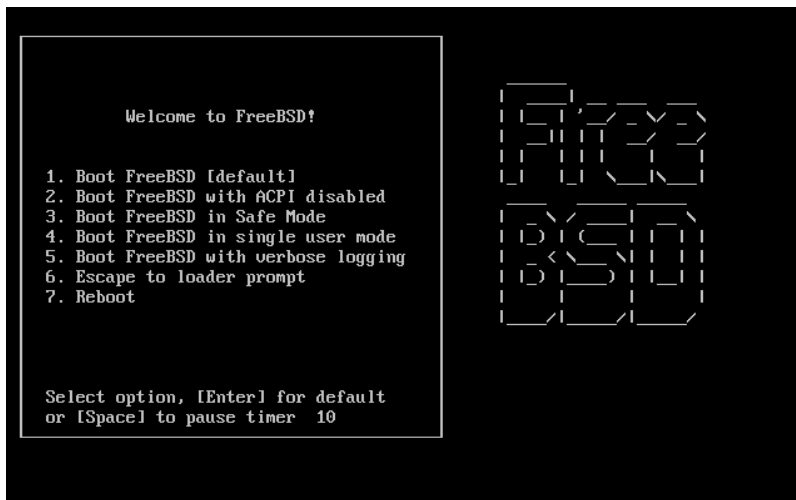 Welcome to FreeBSD!
1. Boot FreeBSD [default]
2. Boot FreeBSD with ACPI disabled
3. Boot FreeBSD in Safe Mode
4. Boot FreeBSD in single user mode
5. Boot FreeBSD with verbose logging
6. Escape to loader prompt
7. Reboot
Select option, [Enter] for default
or [Space] to pause timer  10
Free
BSD